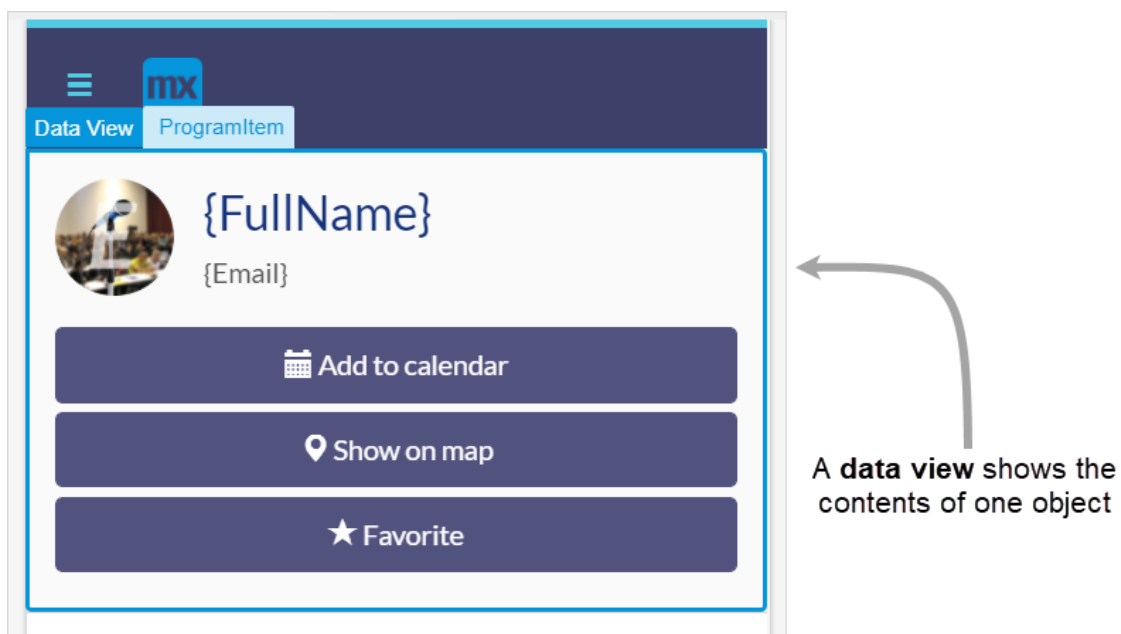 mx
Data View ProgramItem
{FullName}
{Email}
Add to calendar
Show on map
Favorite
A data view shows the
contents of one object